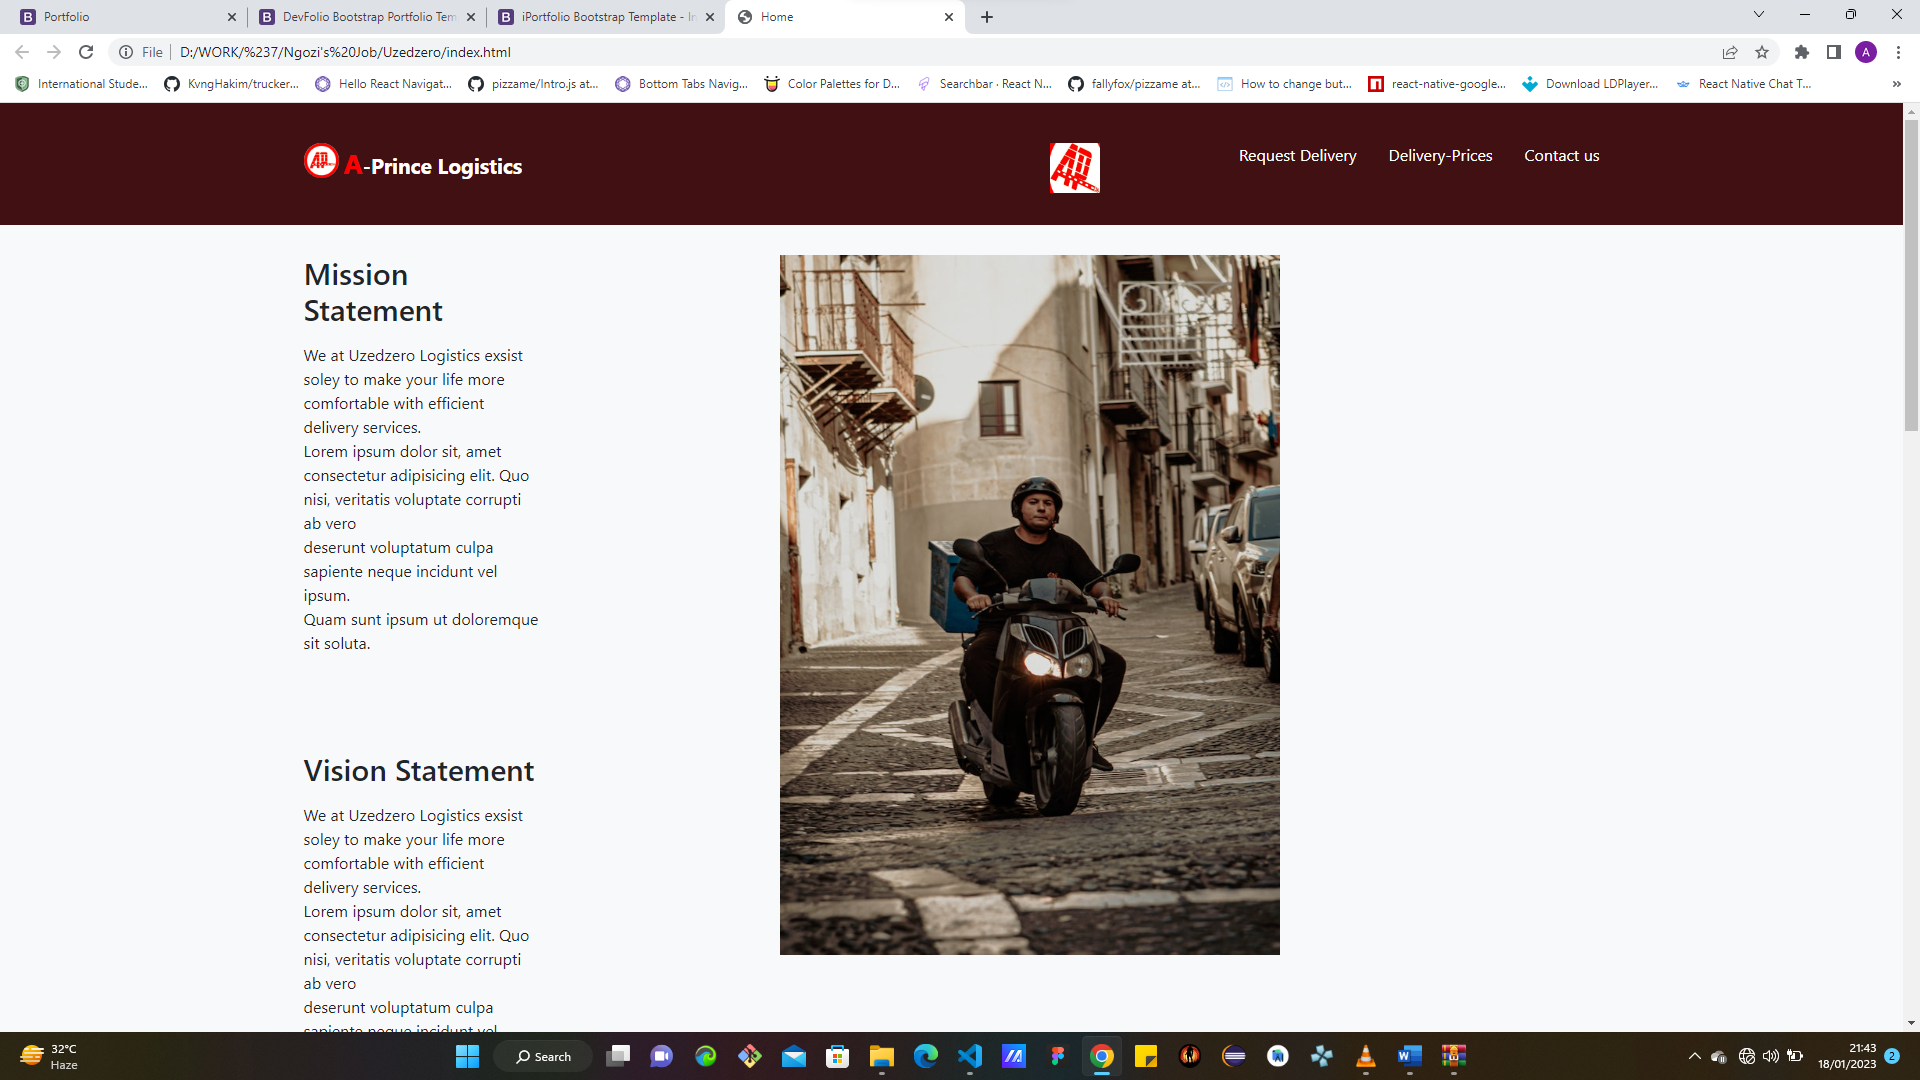 Portfolio
DevFolio Bootstrap Portfolio Tem
iPortfolio Bootstrap Template - In
Home
File
D:/WORK/%237/Ngozi's%20Job/Uzedzero/index.html
A
International Stude...
KvngHakim/trucker...
Hello React Navigat...
pizzame/Intro.js at...
Bottom Tabs Navig...
Color Palettes for D...
Searchbar · React N...
fallyfox/pizzame at...
How to change but...
react-native-google...
Download LDPlayer...
React Native Chat T...
»
A-Prince Logistics
Request Delivery
Delivery-Prices
Contact us
Mission
Statement
We at Uzedzero Logistics exsist
soley to make your life more
comfortable with efficient
delivery services.
Lorem ipsum dolor sit, amet
consectetur adipisicing elit. Quo
nisi, veritatis voluptate corrupti
ab vero
deserunt voluptatum culpa
sapiente neque incidunt vel
ipsum.
Quam sunt ipsum ut doloremque
sit soluta.
Vision Statement
We at Uzedzero Logistics exsist
soley to make your life more
comfortable with efficient
delivery services.
Lorem ipsum dolor sit, amet
consectetur adipisicing elit. Quo
nisi, veritatis voluptate corrupti
ab vero
deserunt voluptatum culpa
sapiente neque incidunt vel
32°C
Haze
Search
21:43
18/01/2023
2